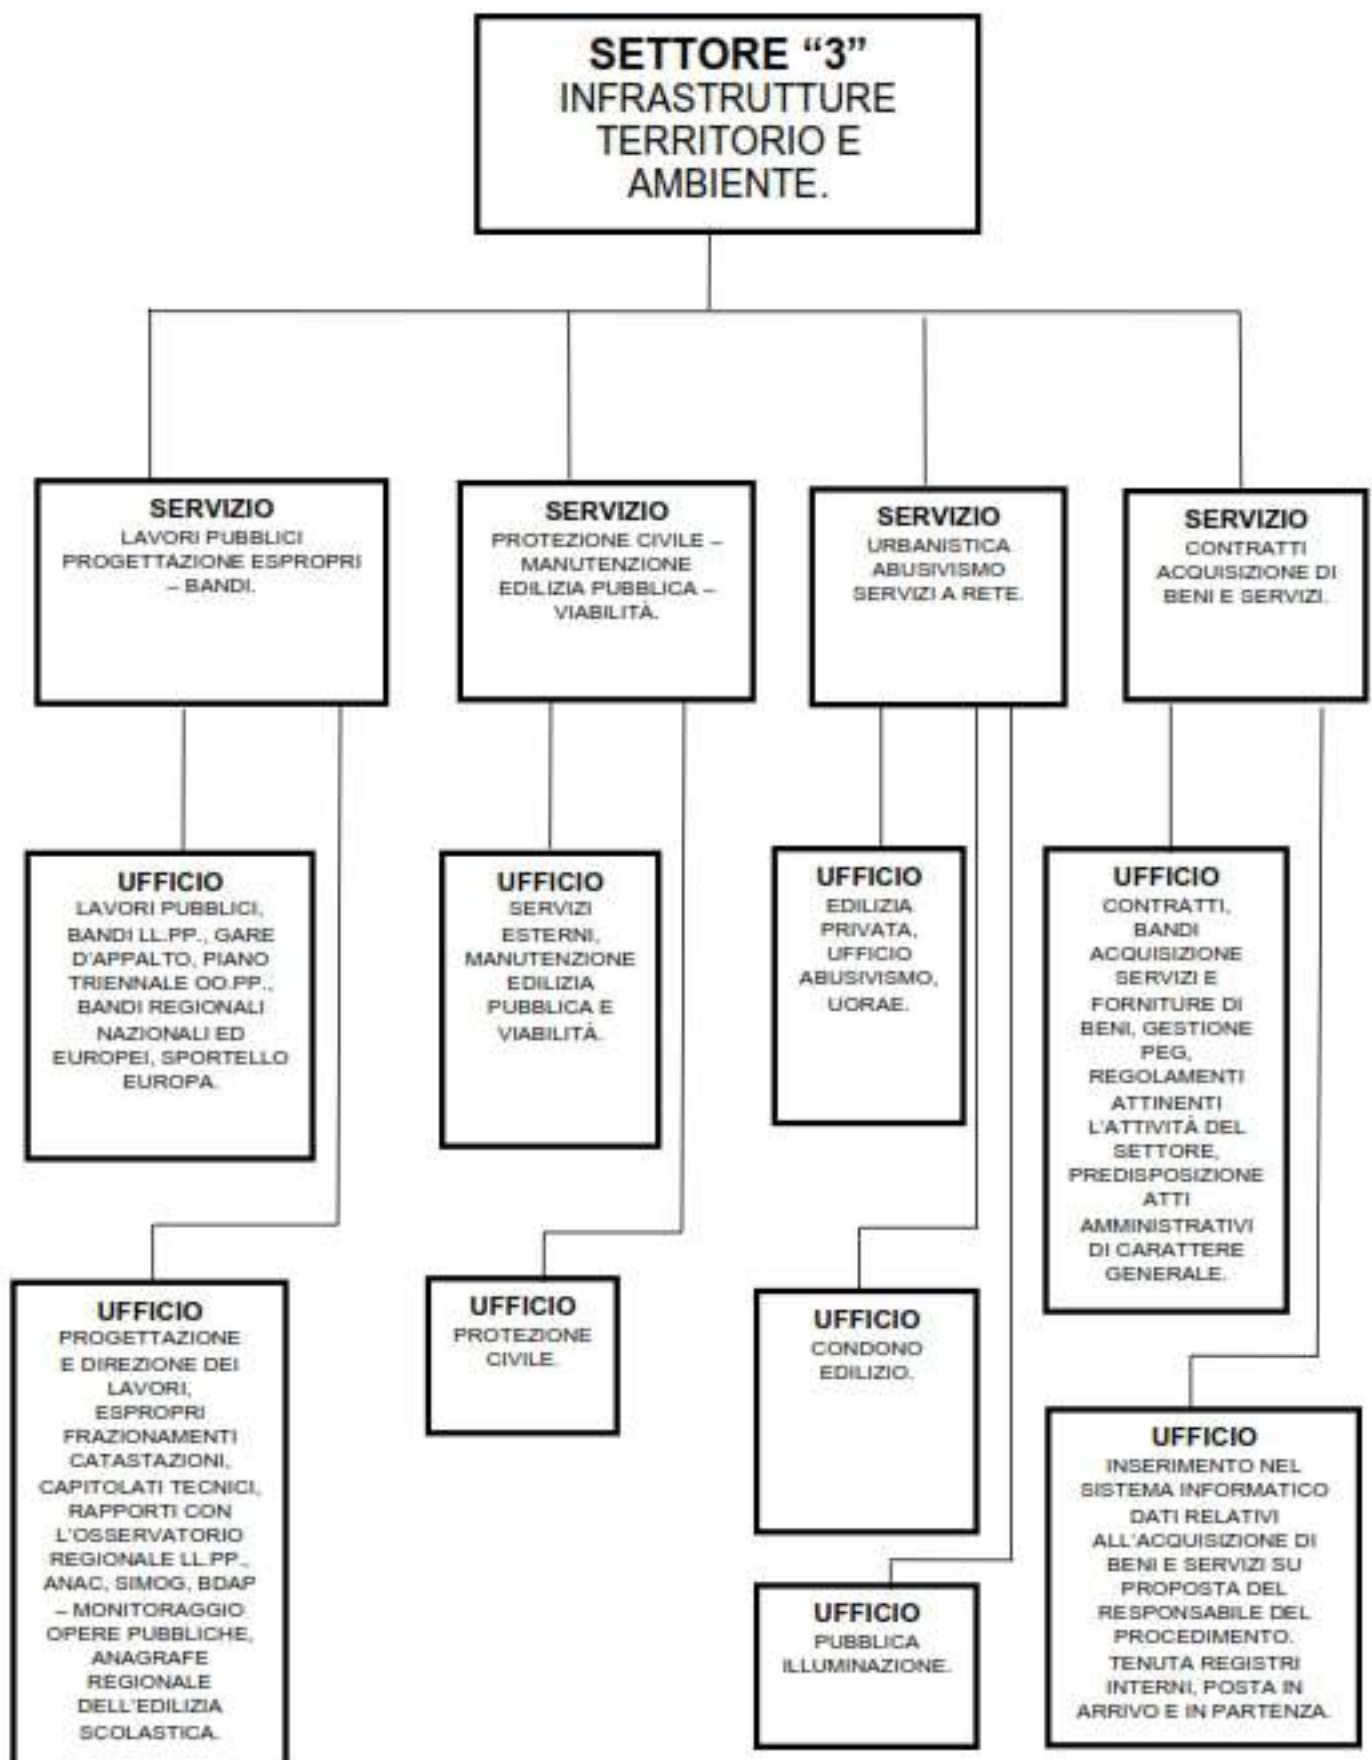 SETTORE “3”
INFRASTRUTTURE
TERRITORIO E
AMBIENTE.
SERVIZIO
LAVORI PUBBLICI
PROGETTAZIONE ESPROPRI
– BANDI.
SERVIZIO
PROTEZIONE CIVILE –
MANUTENZIONE
EDILIZIA PUBBLICA –
VIABILITÀ.
SERVIZIO
URBANISTICA
ABUSIVISMO
SERVIZI A RETE.
SERVIZIO
CONTRATTI
ACQUISIZIONE DI
BENI E SERVIZI.
UFFICIO
LAVORI PUBBLICI,
BANDI LL.PP., GARE
D'APPALTO, PIANO
TRIENNALE OO.PP.,
BANDI REGIONALI
NAZIONALI ED
EUROPEI, SPORTELLO
EUROPA.
UFFICIO
SERVIZI
ESTERNI,
MANUTENZIONE
EDILIZIA
PUBBLICA E
VIABILITÀ.
UFFICIO
EDILIZIA
PRIVATA,
UFFICIO
ABUSIVISMO,
UORAE.
UFFICIO
CONTRATTI,
BANDI
ACQUISIZIONE
SERVIZI E
FORNITURE DI
BENI, GESTIONE
PEG,
REGOLAMENTI
ATTINENTI
L'ATTIVITÀ DEL
SETTORE,
PREDISPOSIZIONE
ATTI
AMMINISTRATIVI
DI CARATTERE
GENERALE.
UFFICIO
PROGETTAZIONE
E DIREZIONE DEI
LAVORI,
ESPROPRI
FRAZIONAMENTI
CATASTAZIONI,
CAPITOLATI TECNICI,
RAPPORTI CON
L'OSSERVATORIO
REGIONALE LL.PP.,
ANAC, SIMOG, BDAP
– MONITORAGGIO
OPERE PUBBLICHE,
ANAGRAFE
REGIONALE
DELL'EDILIZIA
SCOLASTICA.
UFFICIO
PROTEZIONE
CIVILE.
UFFICIO
CONDONO
EDILIZIO.
UFFICIO
PUBBLICA
ILLUMINAZIONE.
UFFICIO
INSERIMENTO NEL
SISTEMA INFORMATICO
DATI RELATIVI
ALL'ACQUISIZIONE DI
BENI E SERVIZI SU
PROPOSTA DEL
RESPONSABILE DEL
PROCEDIMENTO.
TENUTA REGISTRI
INTERNI, POSTA IN
ARRIVO E IN PARTENZA.